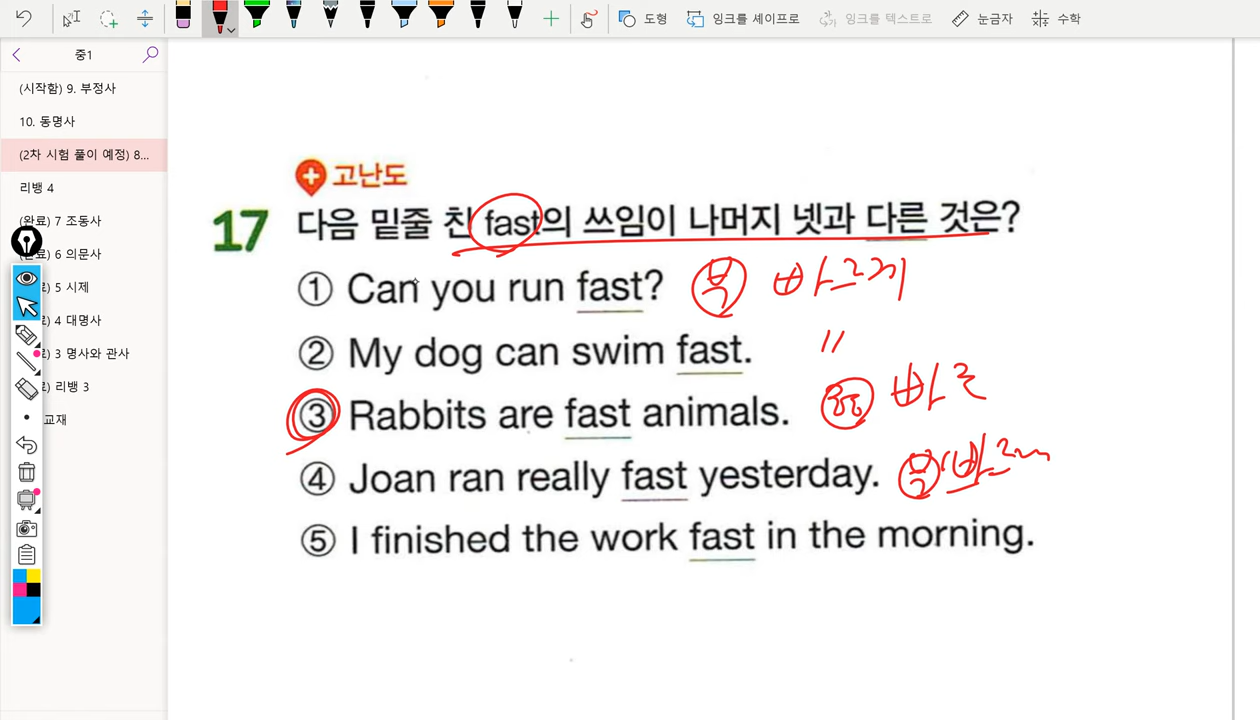 도형
잉크를 셰이프로
잉크를 텍스트로
눈금자
수학
중1
(시작함) 9. 부정사
10. 동명사
(2차 시험 풀이 예정) 8...
리뱅 4
(완료) 7 조동사
료) 6 의문사
료) 5 시제
료) 4 대명사
료) 3 명사와 관사
료) 리뱅 3
교재
고난도
17 다음 밑줄 친 fast의 쓰임이 나머지 넷과 다른 것은?
① Can you run fast? 부 빠르게
② My dog can swim fast. "
③ Rabbits are fast animals. 형 빠른
④ Joan ran really fast yesterday. 부
⑤ I finished the work fast in the morning.